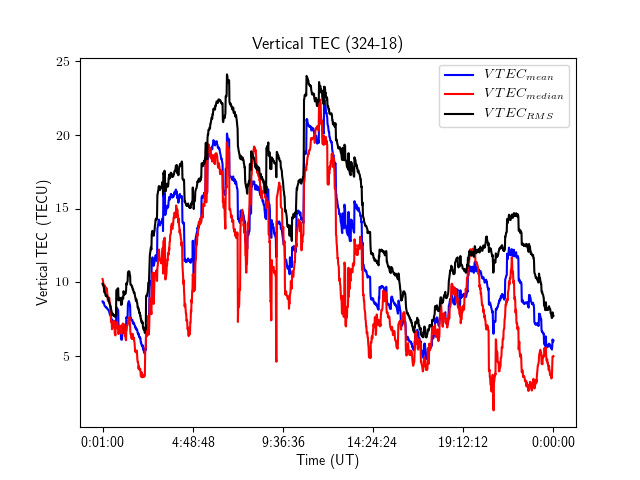 Vertical TEC (324-18)
25
20
15
10
5
Vertical TEC (TECU)
VTEC_mean
VTEC_median
VTEC_RMS
0:01:00 4:48:48 9:36:36 14:24:24 19:12:12 0:00:00
Time (UT)